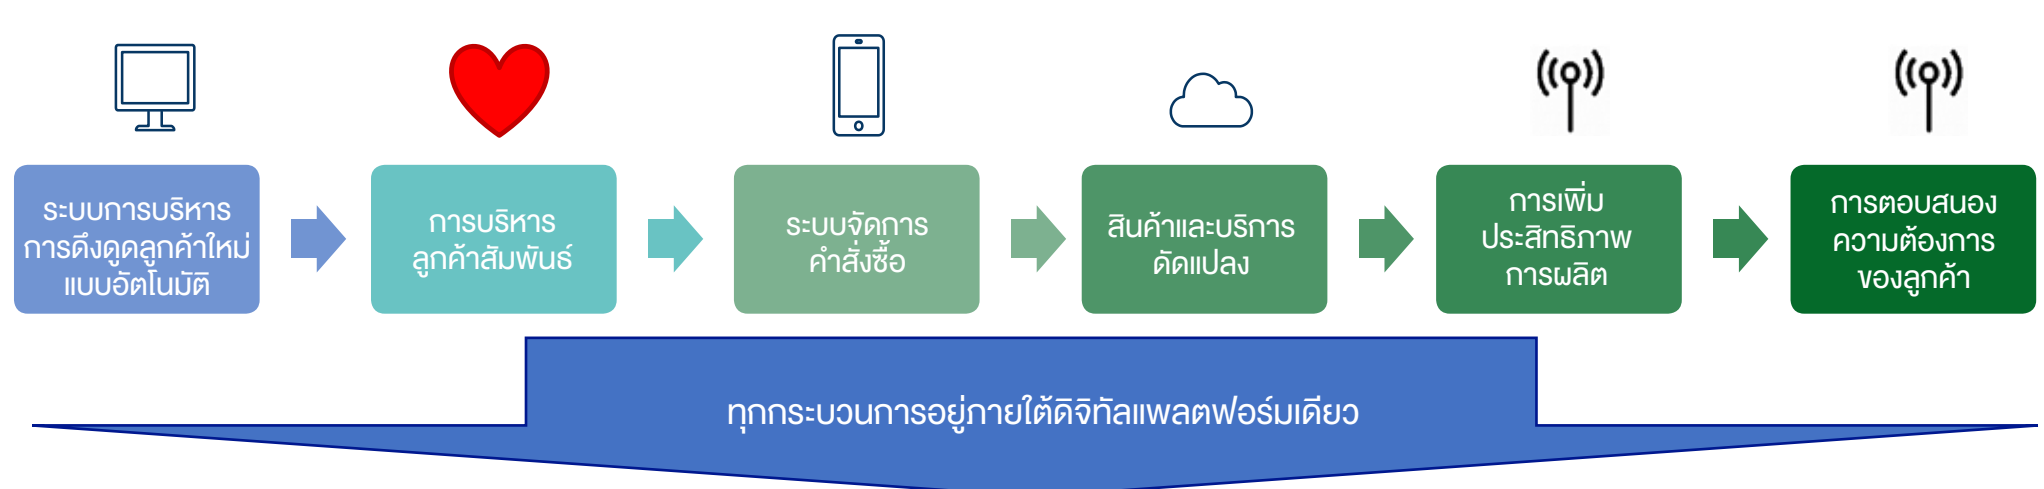 ระบบการบริหาร
การดึงดูดลูกค้าใหม่
แบบอัตโนมัติ
การบริหาร
ลูกค้าสัมพันธ์
ระบบจัดการ
คำสั่งซื้อ
สินค้าและบริการ
ดัดแปลง
การเพิ่ม
ประสิทธิภาพ
การผลิต
การตอบสนอง
ความต้องการ
ของลูกค้า
ทุกกระบวนการอยู่ภายใต้ดิจิทัลแพลตฟอร์มเดียว